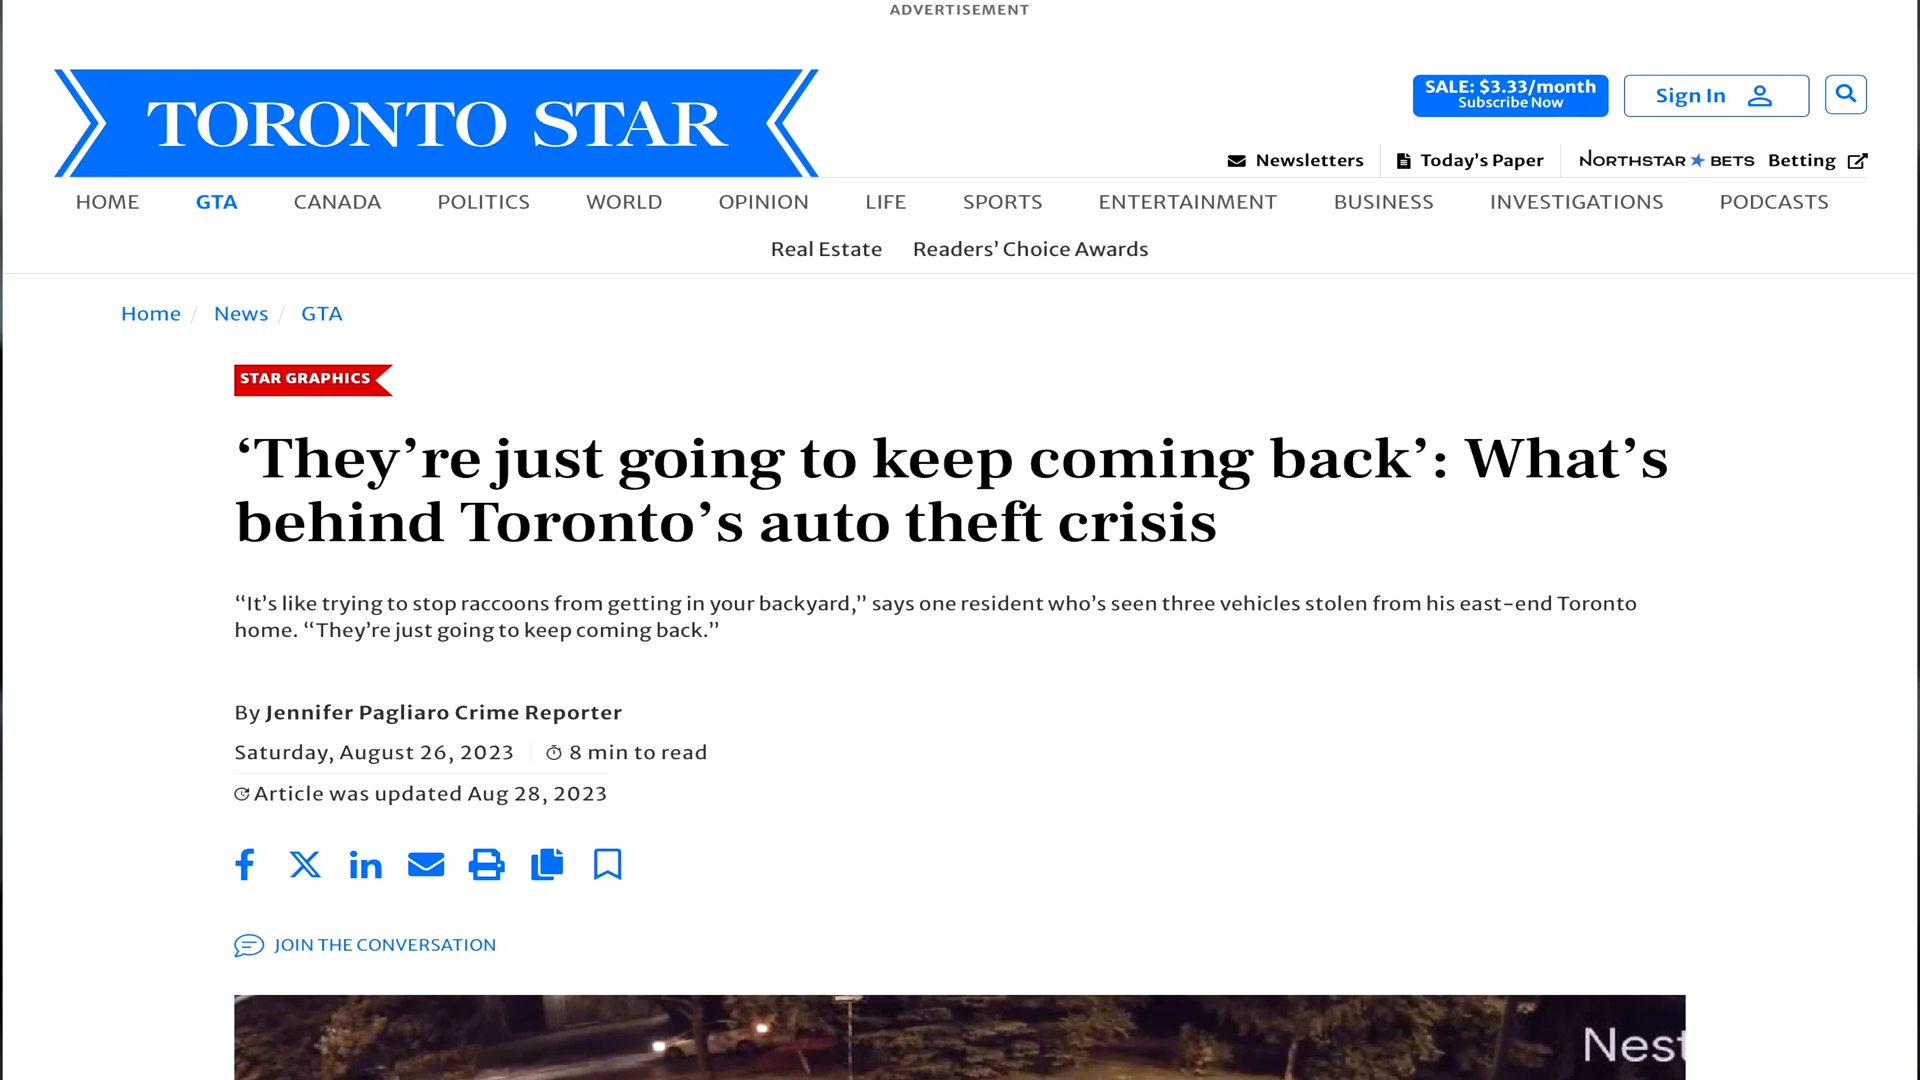 ADVERTISEMENT
TORONTO STAR
SALE: $3.33/month
Subscribe Now
Sign In
Newsletters
Today's Paper
NORTHSTAR BETS Betting
HOME GTA CANADA POLITICS WORLD OPINION LIFE SPORTS ENTERTAINMENT BUSINESS INVESTIGATIONS PODCASTS
Real Estate Readers' Choice Awards
Home / News / GTA
STAR GRAPHICS
‘They’re just going to keep coming back’: What’s
behind Toronto’s auto theft crisis
“It’s like trying to stop raccoons from getting in your backyard,” says one resident who’s seen three vehicles stolen from his east-end Toronto
home. “They’re just going to keep coming back.”
By Jennifer Pagliaro Crime Reporter
Saturday, August 26, 2023 8 min to read
Article was updated Aug 28, 2023
JOIN THE CONVERSATION
Nest